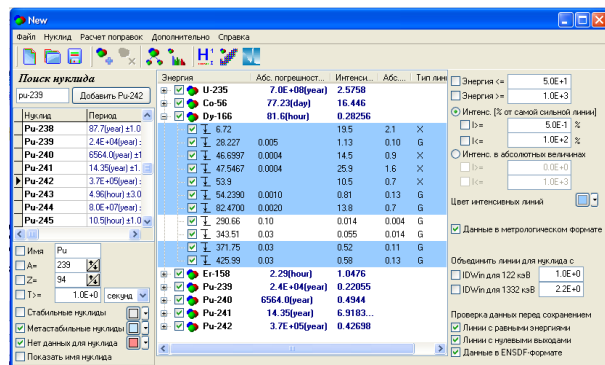 New
Файл Нуклид Расчет поправок Дополнительно Справка
Поиск нуклида
pu-239 Добавить Pu-242
Нуклид Период
Pu-238 87.7(year) ±1.0
Pu-239 2.4E+04(year) :
Pu-240 6564.0(year) ±1
Pu-241 14.35(year) ±1.
Pu-242 3.7E+05(year) :
Pu-243 4.96(hour) ±3.0
Pu-244 8.0E+07(year) :
Pu-245 10.5(hour) ±1.0
Имя Pu
A= 239
Z= 94
T>= 1.0E+0 секунд
Стабильные нуклиды
Метастабильные нуклиды
Нет данных для нуклида
Показать имя нуклида
Энергия Абс. погрешност... Интенси... Абс.... Тип лини
U-235 7.0E+08(year) 2.5758
Co-56 77.23(day) 16.446
Dy-166 81.6(hour) 0.28256
6.72 19.5 2.1 X
28.227 0.005 1.13 0.10 G
46.6997 0.0004 14.5 0.9 X
47.5467 0.0004 25.9 1.6 X
53.9 10.5 0.7 X
54.2390 0.0010 0.81 0.13 G
82.4700 0.0020 13.8 0.6 G
290.66 0.10 0.014 0.004 G
343.51 0.03 0.055 0.014 G
371.75 0.03 0.52 0.11 G
425.99 0.03 0.58 0.13 G
Er-158 2.29(hour) 1.0476
Pu-239 2.4E+04(year) 0.22055
Pu-240 6564.0(year) 0.4944
Pu-241 14.35(year) 6.9183...
Pu-242 3.7E+05(year) 0.42698
Энергия <= 5.0E+1
Энергия >= 1.0E+3
Интенс. [% от самой сильной линии]
I>= 5.0E-1 %
I<= 1.0E+2 %
Интенс. в абсолютных величинах
I>= 0.0E+0
I<= 1.0E+3
Цвет интенсивных линий
Данные в метрологическом формате
Объединить линии для нуклида с
IDWin для 122 кэВ 1.0E+0
IDWin для 1332 кэВ 2.2E+0
Проверка данных перед сохранением
Линии с равными энергиями
Линии с нулевыми выходами
Данные в ENSDF-формате